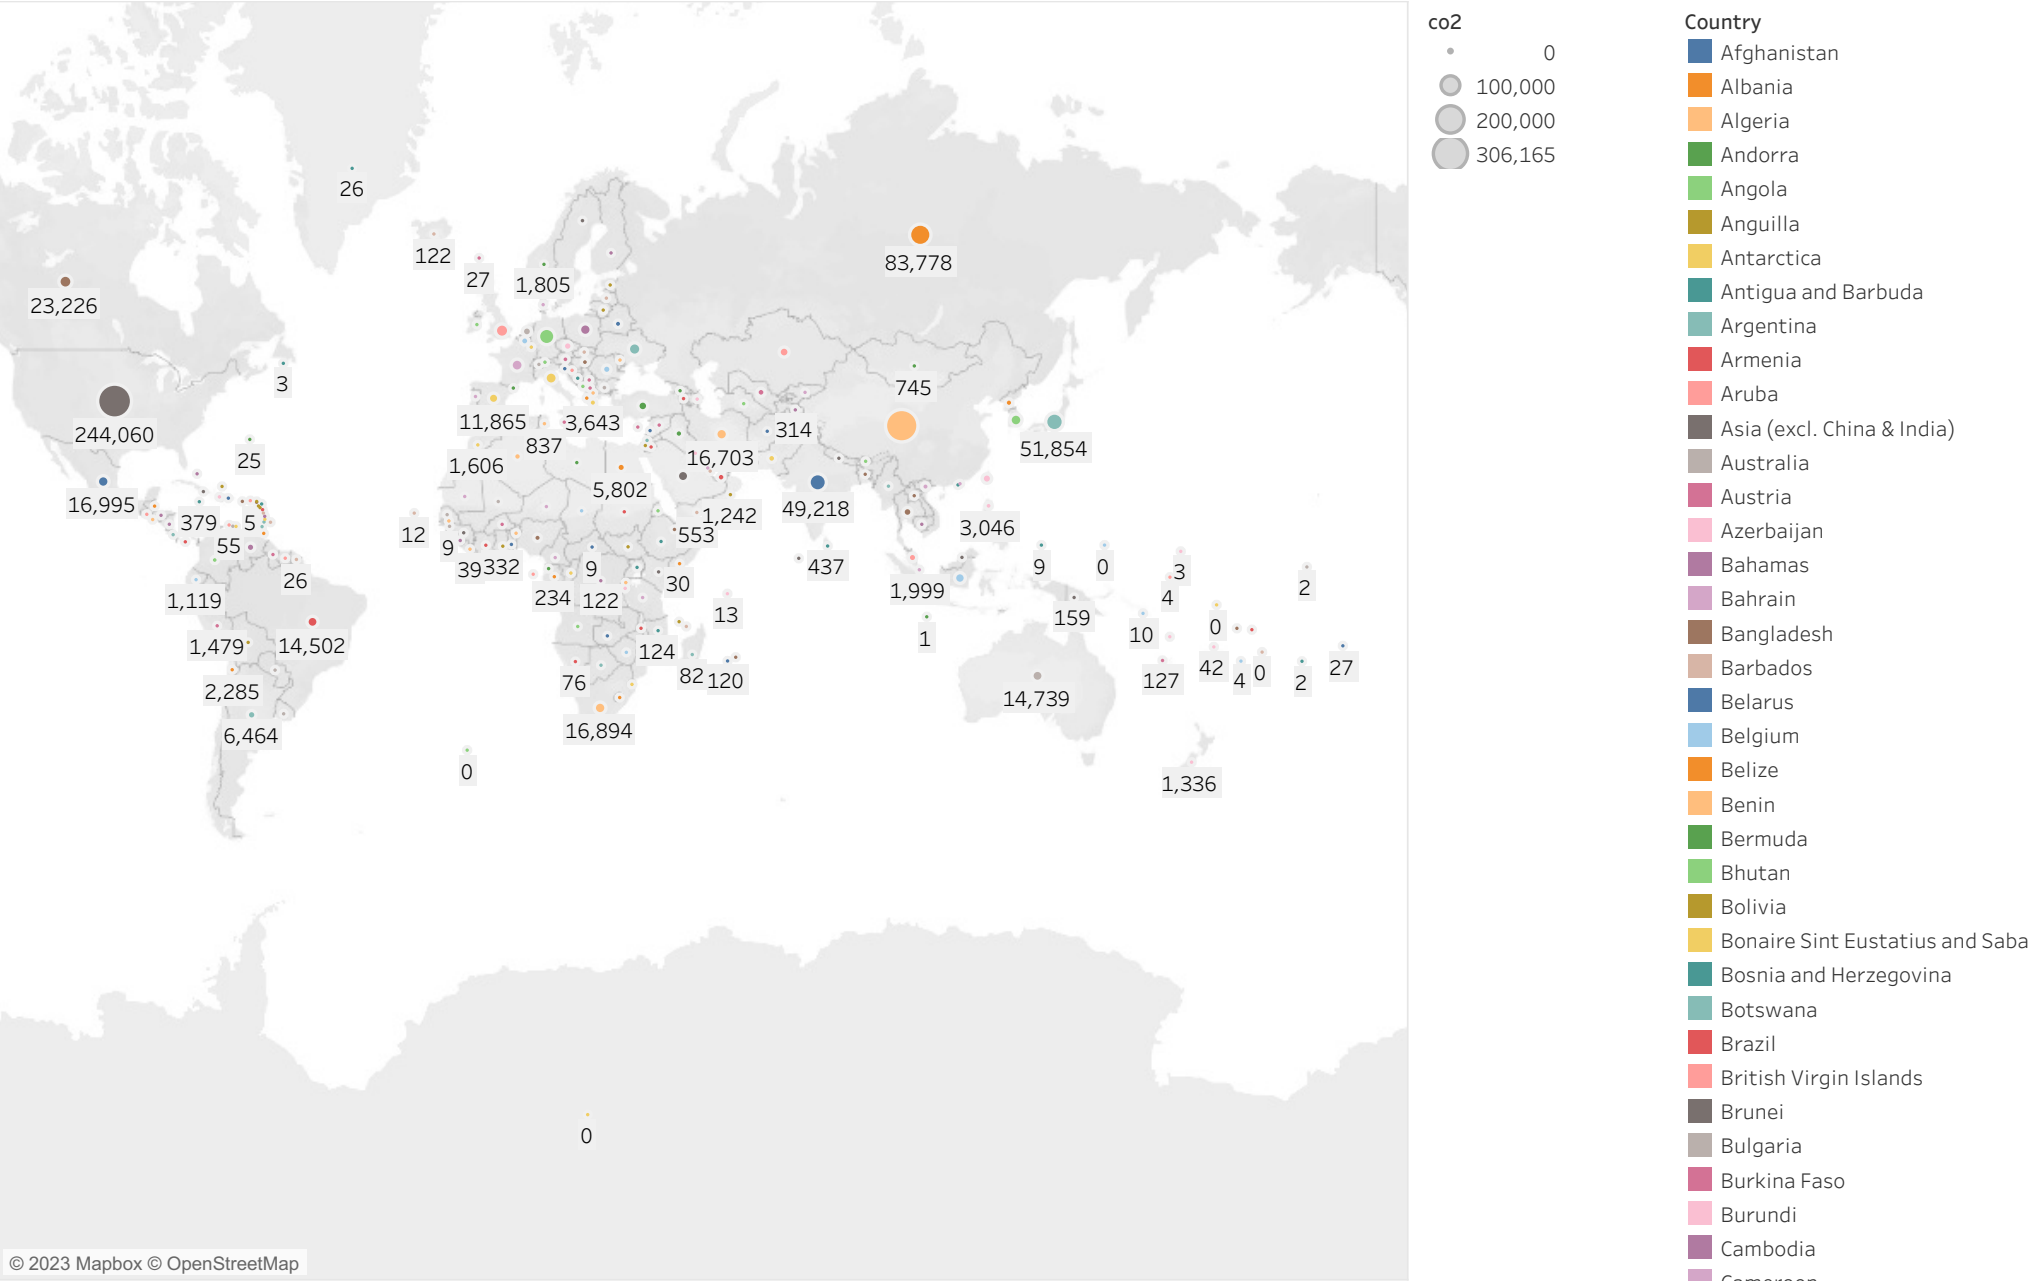 26
122
27
1,805
83,778
23,226
3
745
244,060
11,865
3,643
314
51,854
837
25
1,606
16,703
16,995
5,802
49,218
379
5
12
1,242
3,046
553
55
9
39
332
9
437
9
0
3
26
30
1,999
2
1,119
234
122
4
13
159
1
10
0
1,479
14,502
124
76
82
120
127
42
4
0
2
27
2,285
14,739
6,464
16,894
0
1,336
0
© 2023 Mapbox © OpenStreetMap
co2
0
100,000
200,000
306,165
Country
Afghanistan
Albania
Algeria
Andorra
Angola
Anguilla
Antarctica
Antigua and Barbuda
Argentina
Armenia
Aruba
Asia (excl. China & India)
Australia
Austria
Azerbaijan
Bahamas
Bahrain
Bangladesh
Barbados
Belarus
Belgium
Belize
Benin
Bermuda
Bhutan
Bolivia
Bonaire Sint Eustatius and Saba
Bosnia and Herzegovina
Botswana
Brazil
British Virgin Islands
Brunei
Bulgaria
Burkina Faso
Burundi
Cambodia